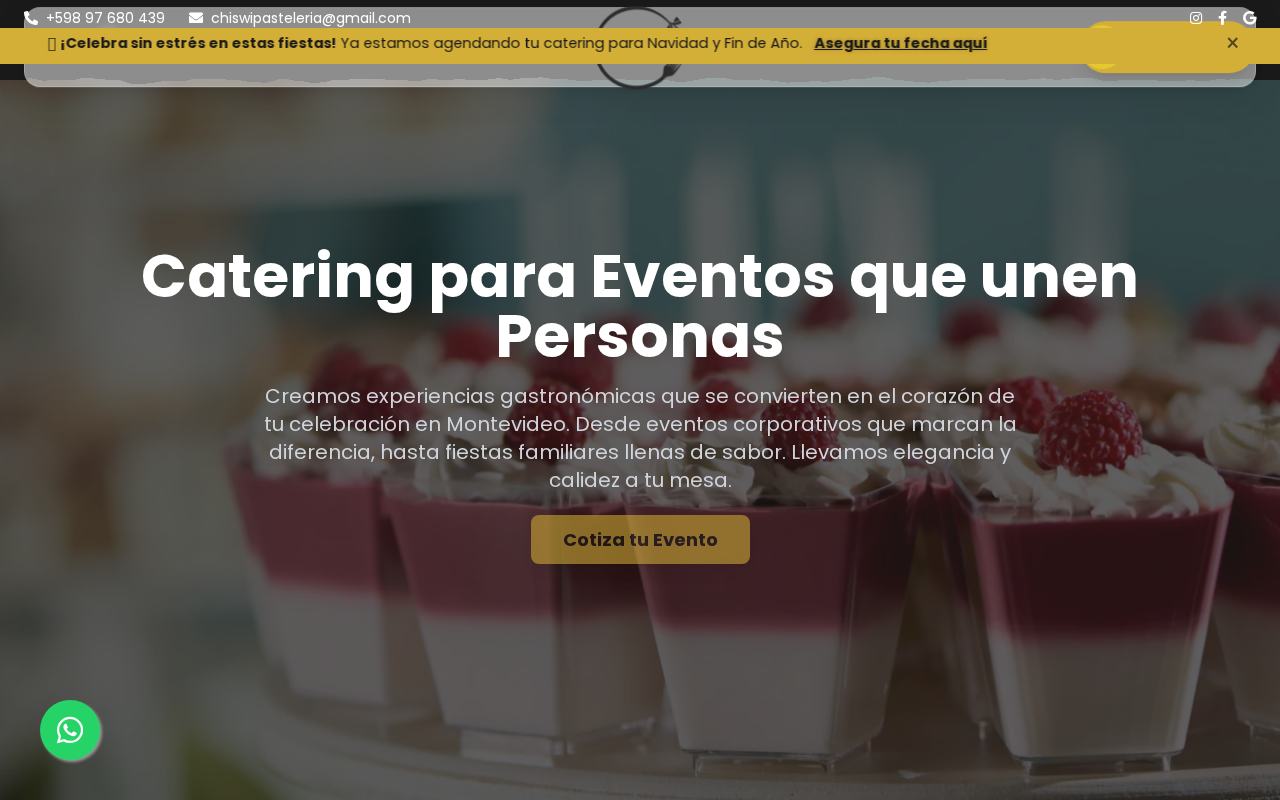 +598 97 680 439 chiswipasteleria@gmail.com
¡Celebra sin estrés en estas fiestas! Ya estamos agendando tu catering para Navidad y Fin de Año. Asegura tu fecha aquí ×
Catering para Eventos que unen
Personas
Creamos experiencias gastronómicas que se convierten en el corazón de
tu celebración en Montevideo. Desde eventos corporativos que marcan la
diferencia, hasta fiestas familiares llenas de sabor. Llevamos elegancia y
calidez a tu mesa.
Cotiza tu Evento